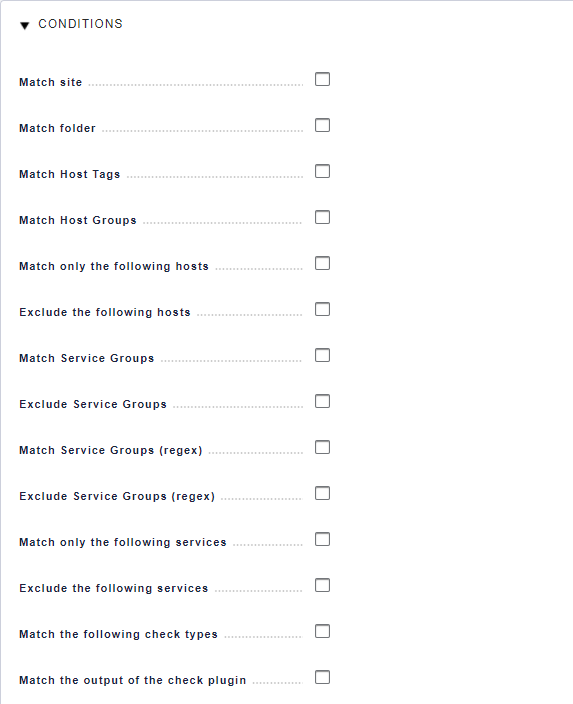 CONDITIONS
Match site
Match folder
Match Host Tags
Match Host Groups
Match only the following hosts
Exclude the following hosts
Match Service Groups
Exclude Service Groups
Match Service Groups (regex)
Exclude Service Groups (regex)
Match only the following services
Exclude the following services
Match the following check types
Match the output of the check plugin